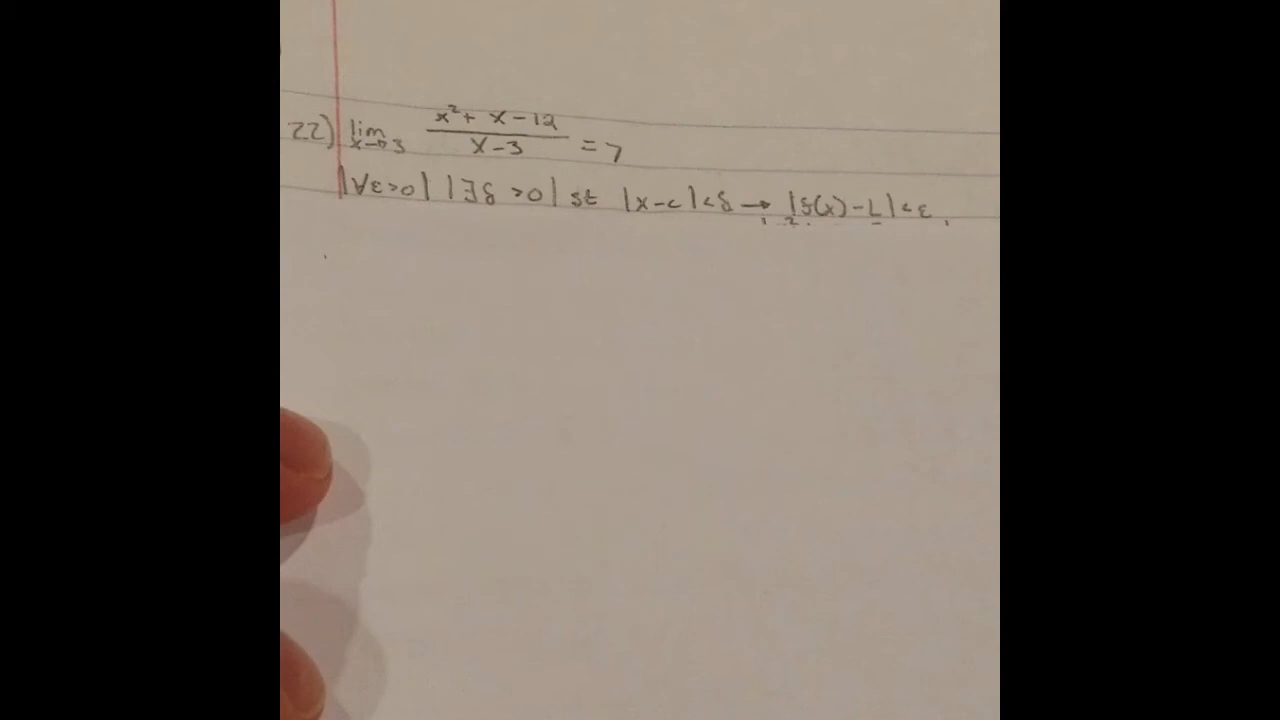 22) lim x→3 x²+ x-12 / x-3 = 7
|∀ε>0| |∃δ >0| st |x-c|<δ → |f(x)-L|<ε